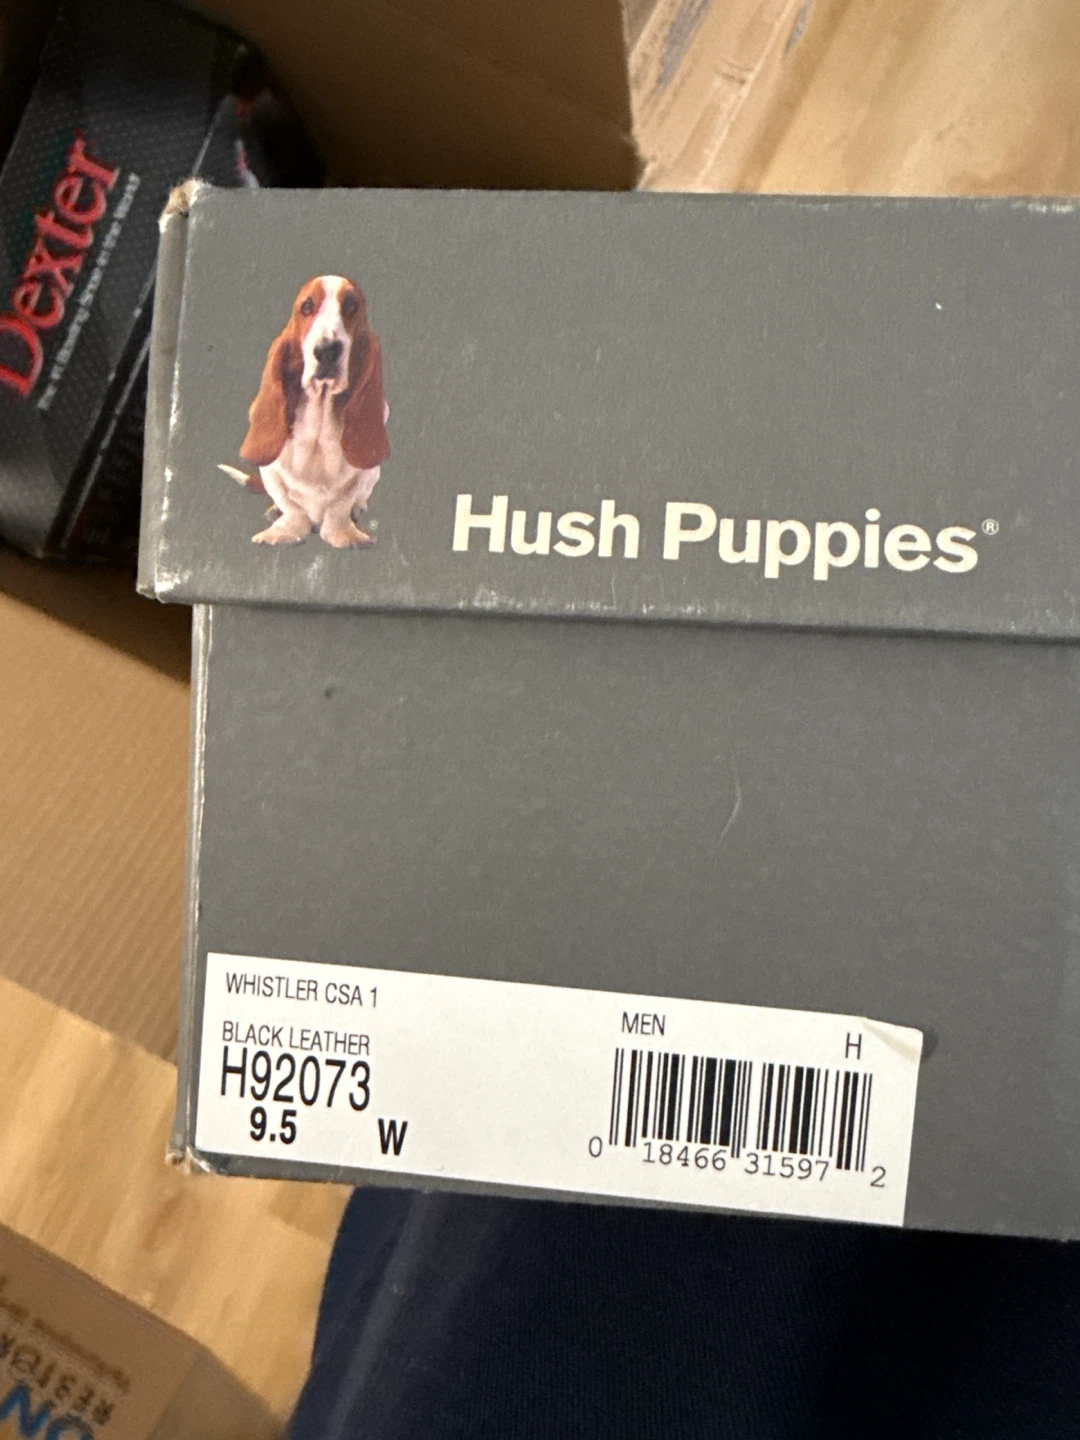 Dexter
Hush Puppies®
WHISTLER CSA 1
BLACK LEATHER
H92073
9.5 W
MEN
H
0 18466 31597 2